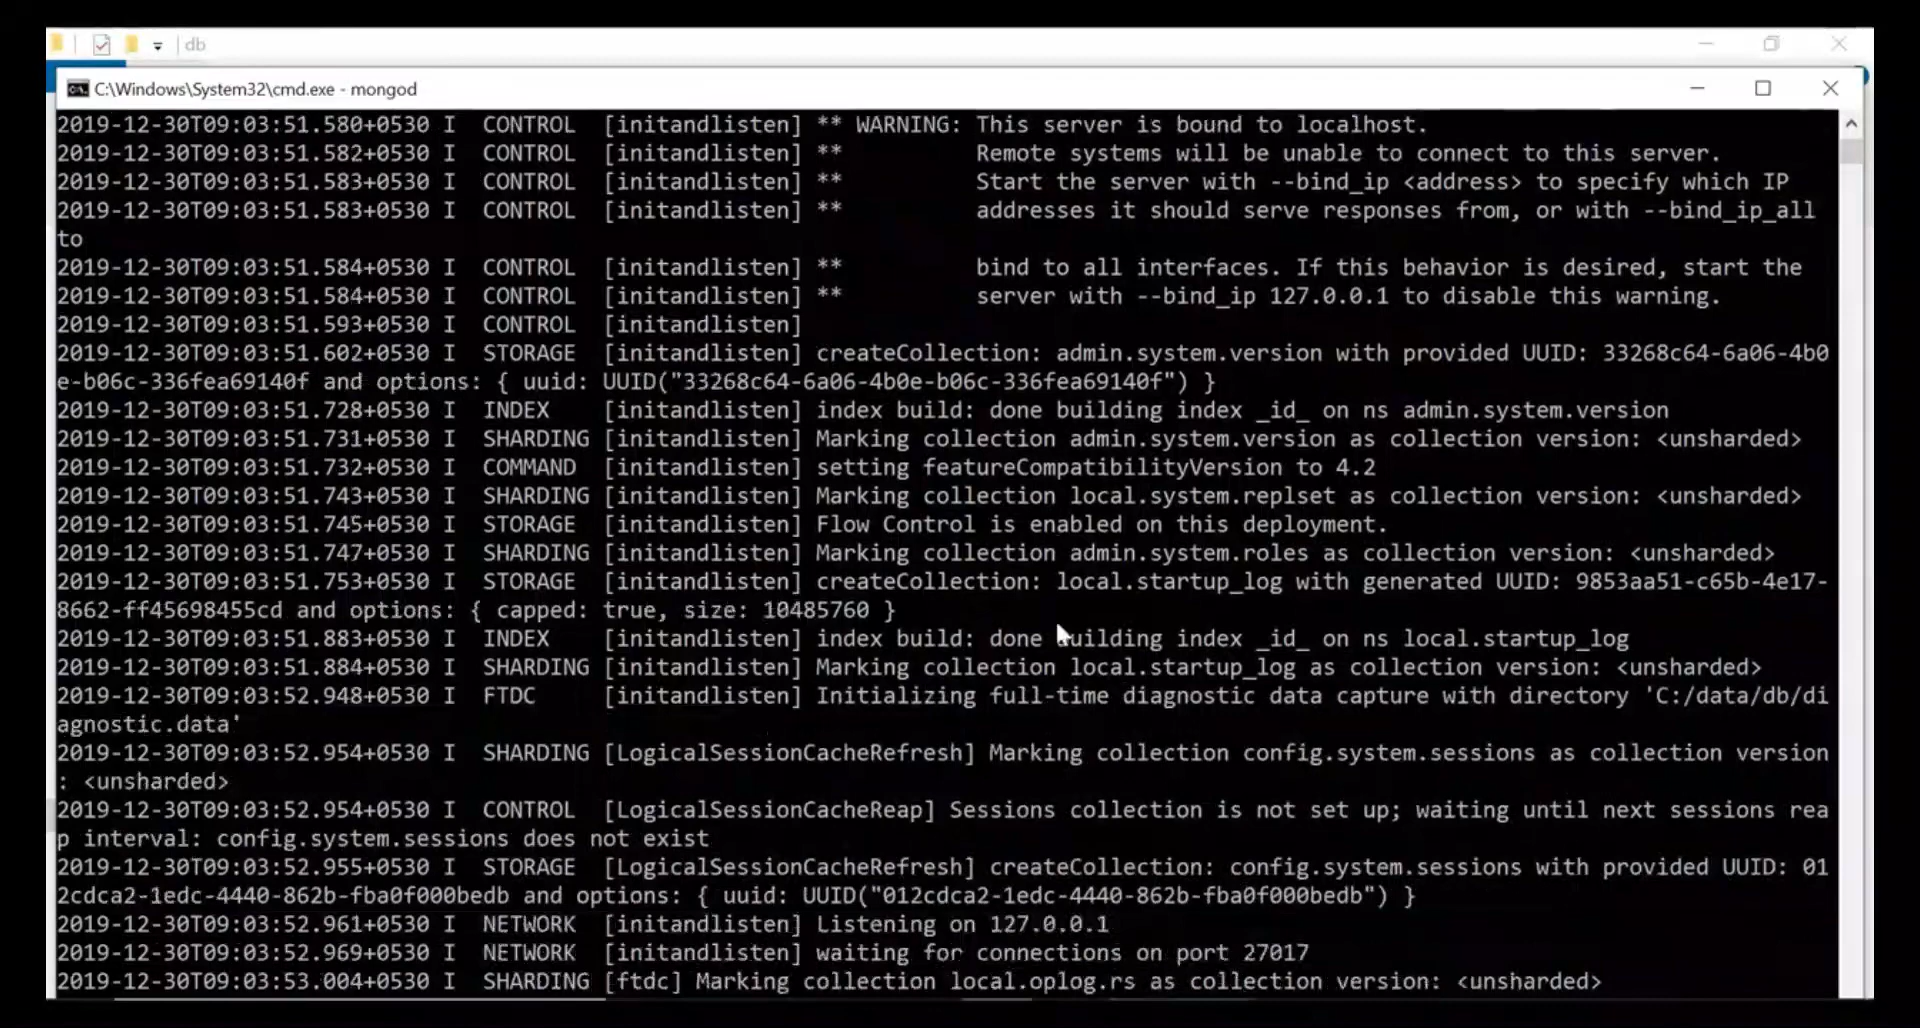 db
C:\Windows\System32\cmd.exe - mongod
2019-12-30T09:03:51.580+0530 I  CONTROL  [initandlisten] ** WARNING: This server is bound to localhost.
2019-12-30T09:03:51.582+0530 I  CONTROL  [initandlisten] **          Remote systems will be unable to connect to this server.
2019-12-30T09:03:51.583+0530 I  CONTROL  [initandlisten] **          Start the server with --bind_ip <address> to specify which IP
2019-12-30T09:03:51.583+0530 I  CONTROL  [initandlisten] **          addresses it should serve responses from, or with --bind_ip_all
to
2019-12-30T09:03:51.584+0530 I  CONTROL  [initandlisten] **          bind to all interfaces. If this behavior is desired, start the
2019-12-30T09:03:51.584+0530 I  CONTROL  [initandlisten] **          server with --bind_ip 127.0.0.1 to disable this warning.
2019-12-30T09:03:51.593+0530 I  CONTROL  [initandlisten]
2019-12-30T09:03:51.602+0530 I  STORAGE  [initandlisten] createCollection: admin.system.version with provided UUID: 33268c64-6a06-4b0
e-b06c-336fea69140f and options: { uuid: UUID("33268c64-6a06-4b0e-b06c-336fea69140f") }
2019-12-30T09:03:51.728+0530 I  INDEX    [initandlisten] index build: done building index _id_ on ns admin.system.version
2019-12-30T09:03:51.731+0530 I  SHARDING [initandlisten] Marking collection admin.system.version as collection version: <unsharded>
2019-12-30T09:03:51.732+0530 I  COMMAND  [initandlisten] setting featureCompatibilityVersion to 4.2
2019-12-30T09:03:51.743+0530 I  SHARDING [initandlisten] Marking collection local.system.replset as collection version: <unsharded>
2019-12-30T09:03:51.745+0530 I  STORAGE  [initandlisten] Flow Control is enabled on this deployment.
2019-12-30T09:03:51.747+0530 I  SHARDING [initandlisten] Marking collection admin.system.roles as collection version: <unsharded>
2019-12-30T09:03:51.753+0530 I  STORAGE  [initandlisten] createCollection: local.startup_log with generated UUID: 9853aa51-c65b-4e17-
8662-ff45698455cd and options: { capped: true, size: 10485760 }
2019-12-30T09:03:51.883+0530 I  INDEX    [initandlisten] index build: done building index _id_ on ns local.startup_log
2019-12-30T09:03:51.884+0530 I  SHARDING [initandlisten] Marking collection local.startup_log as collection version: <unsharded>
2019-12-30T09:03:52.948+0530 I  FTDC     [initandlisten] Initializing full-time diagnostic data capture with directory 'C:/data/db/di
agnostic.data'
2019-12-30T09:03:52.954+0530 I  SHARDING [LogicalSessionCacheRefresh] Marking collection config.system.sessions as collection version
: <unsharded>
2019-12-30T09:03:52.954+0530 I  CONTROL  [LogicalSessionCacheReap] Sessions collection is not set up; waiting until next sessions rea
p interval: config.system.sessions does not exist
2019-12-30T09:03:52.955+0530 I  STORAGE  [LogicalSessionCacheRefresh] createCollection: config.system.sessions with provided UUID: 01
2cdca2-1edc-4440-862b-fba0f000bedb and options: { uuid: UUID("012cdca2-1edc-4440-862b-fba0f000bedb") }
2019-12-30T09:03:52.961+0530 I  NETWORK  [initandlisten] Listening on 127.0.0.1
2019-12-30T09:03:52.969+0530 I  NETWORK  [initandlisten] waiting for connections on port 27017
2019-12-30T09:03:53.004+0530 I  SHARDING [ftdc] Marking collection local.oplog.rs as collection version: <unsharded>